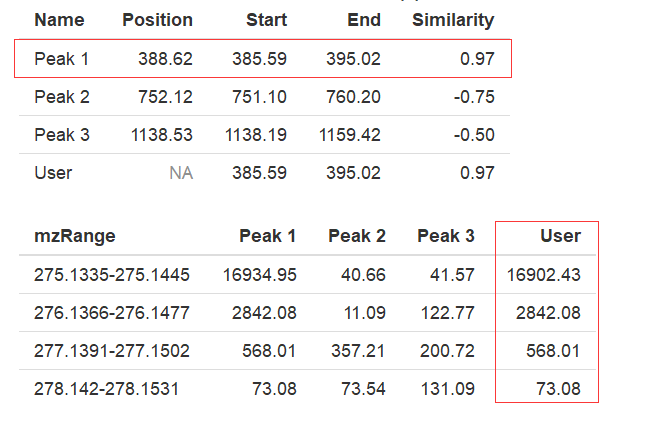 Name Position Start End Similarity
Peak 1 388.62 385.59 395.02 0.97
Peak 2 752.12 751.10 760.20 -0.75
Peak 3 1138.53 1138.19 1159.42 -0.50
User NA 385.59 395.02 0.97
mzRange Peak 1 Peak 2 Peak 3 User
275.1335-275.1445 16934.95 40.66 41.57 16902.43
276.1366-276.1477 2842.08 11.09 122.77 2842.08
277.1391-277.1502 568.01 357.21 200.72 568.01
278.142-278.1531 73.08 73.54 131.09 73.08